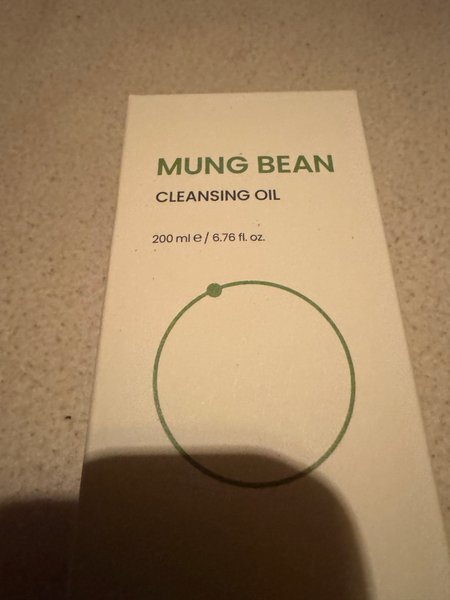 MUNG BEAN
CLEANSING OIL
200 ml ℮ / 6.76 fl. oz.